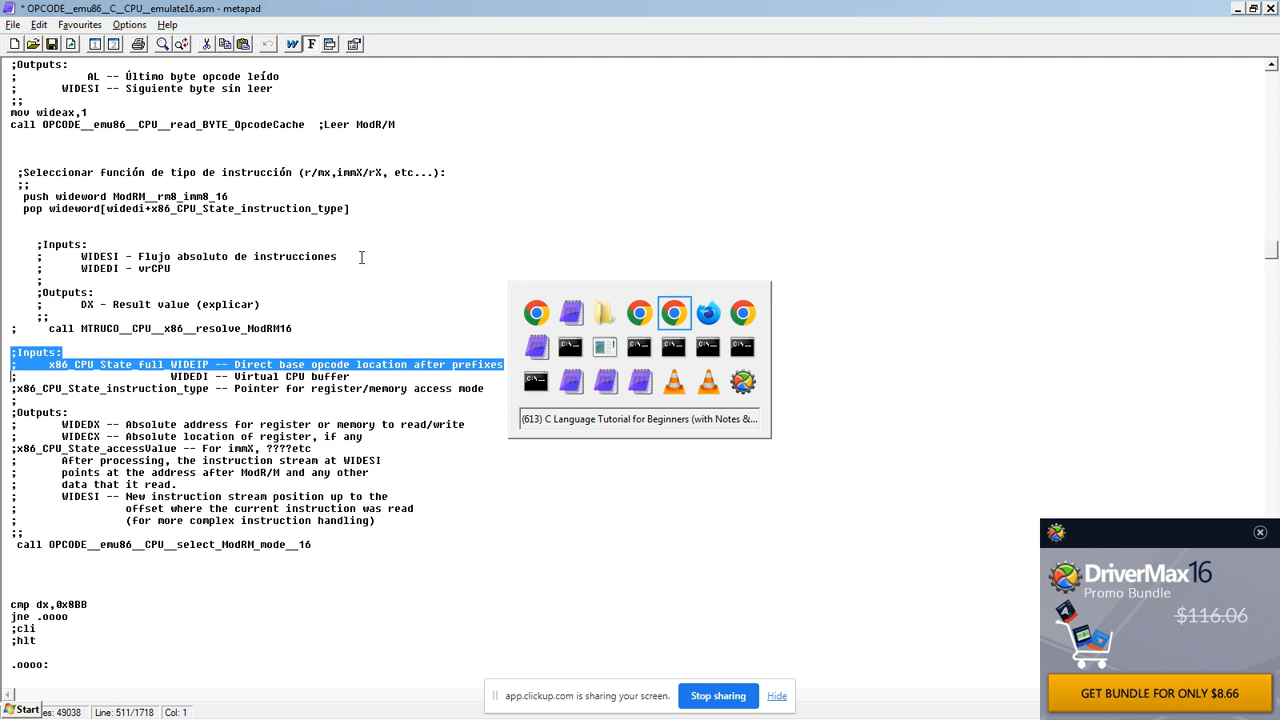 * OPCODE__emu86__C__CPU__emulate16.asm - metapad
File Edit Favourites Options Help
;Outputs:
; AL -- Último byte opcode leído
; WIDESI -- Siguiente byte sin leer
;;
mov wideax,1
call OPCODE__emu86__CPU__read_BYTE_OpcodeCache ;Leer ModR/M
;Seleccionar función de tipo de instrucción (r/mx,immX/rX, etc...):
;;
push wideword ModRM__rm8_imm8_16
pop wideword[widedi+x86_CPU_State_instruction_type]
;Inputs:
; WIDESI - Flujo absoluto de instrucciones
; WIDEDI - vrCPU
;
;Outputs:
; DX - Result value (explicar)
;;
; call MTRUCO__CPU__x86__resolve_ModRM16
;Inputs:
; x86_CPU_State_full_WIDEIP -- Direct base opcode location after prefixes
; WIDEDI -- Virtual CPU buffer
;x86_CPU_State_instruction_type -- Pointer for register/memory access mode
;
;Outputs:
; WIDEDX -- Absolute address for register or memory to read/write
; WIDECX -- Absolute location of register, if any
;x86_CPU_State_accessValue -- For immX, ????etc
; After processing, the instruction stream at WIDESI
; points at the address after ModR/M and any other
; data that it read.
; WIDESI -- New instruction stream position up to the
; offset where the current instruction was read
; (for more complex instruction handling)
;;
call OPCODE__emu86__CPU__select_ModRM_mode__16
cmp dx,0x8BB
jne .oooo
;cli
;hlt
.oooo:
(613) C Language Tutorial for Beginners (with Notes &...
DriverMax16
Promo Bundle
$116.06
GET BUNDLE FOR ONLY $8.66
app.clickup.com is sharing your screen. Stop sharing Hide
Start es: 49038 Line: 511/1718 Col: 1